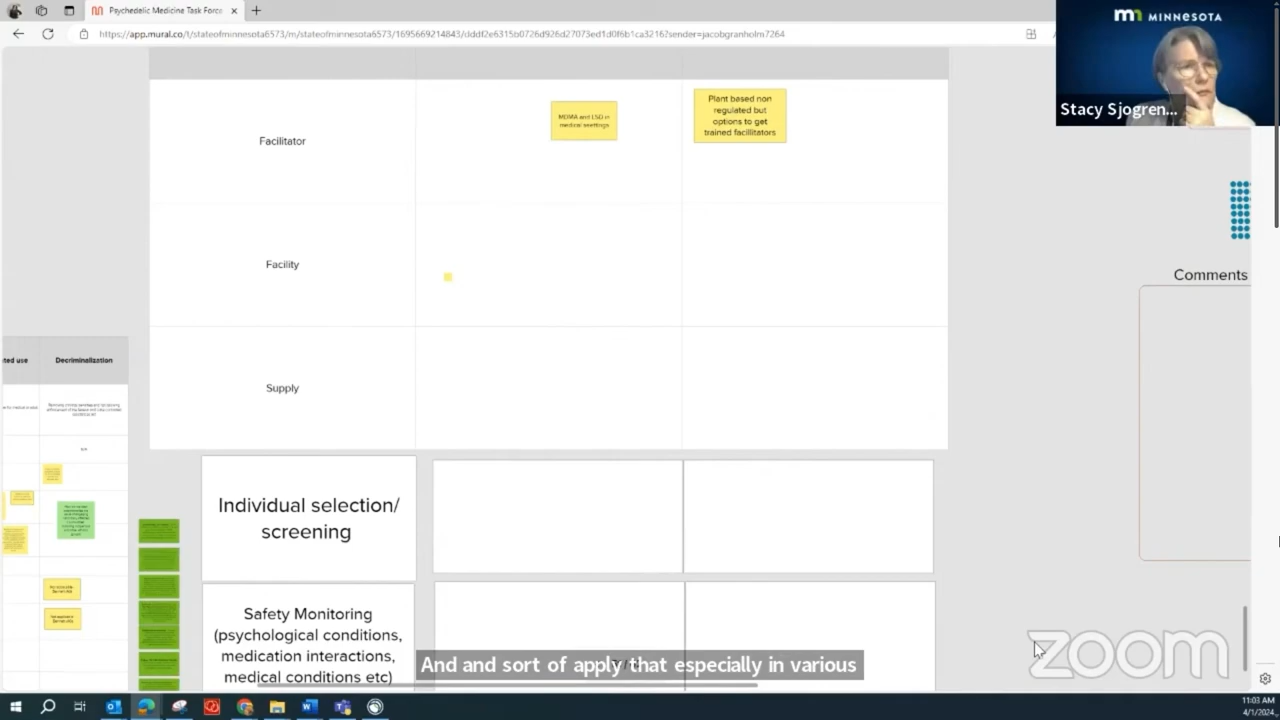 Psychedelic Medicine Task Force
https://app.mural.co/t/stateofminnesota6573/m/stateofminnesota6573/1695669214843/dddf2e6315b0726d926d27073ed1d0f6b1ca3216?sender=jacobgranholm7264
MINNESOTA
Stacy Sjogren...
Facilitator
MDMA and LSD in
medical seettings
Plant based non
regulated but
options to get
trained facillitators
Facility
Supply
Comments
ted use
Decriminalization
Individual selection/
screening
Safety Monitoring
(psychological conditions,
medication interactions,
medical conditions etc)
And and sort of apply that especially in various
zoom
11:03 AM
4/1/2024